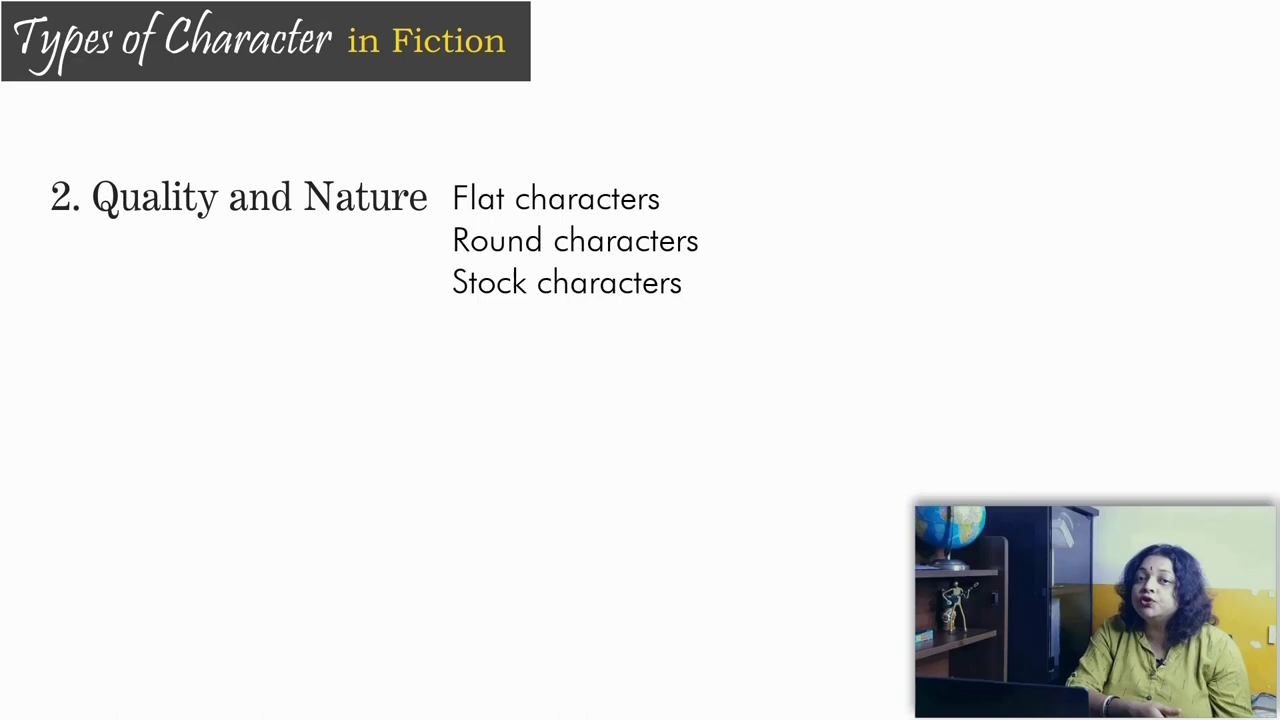 Types of Character in Fiction
2. Quality and Nature Flat characters
Round characters
Stock characters